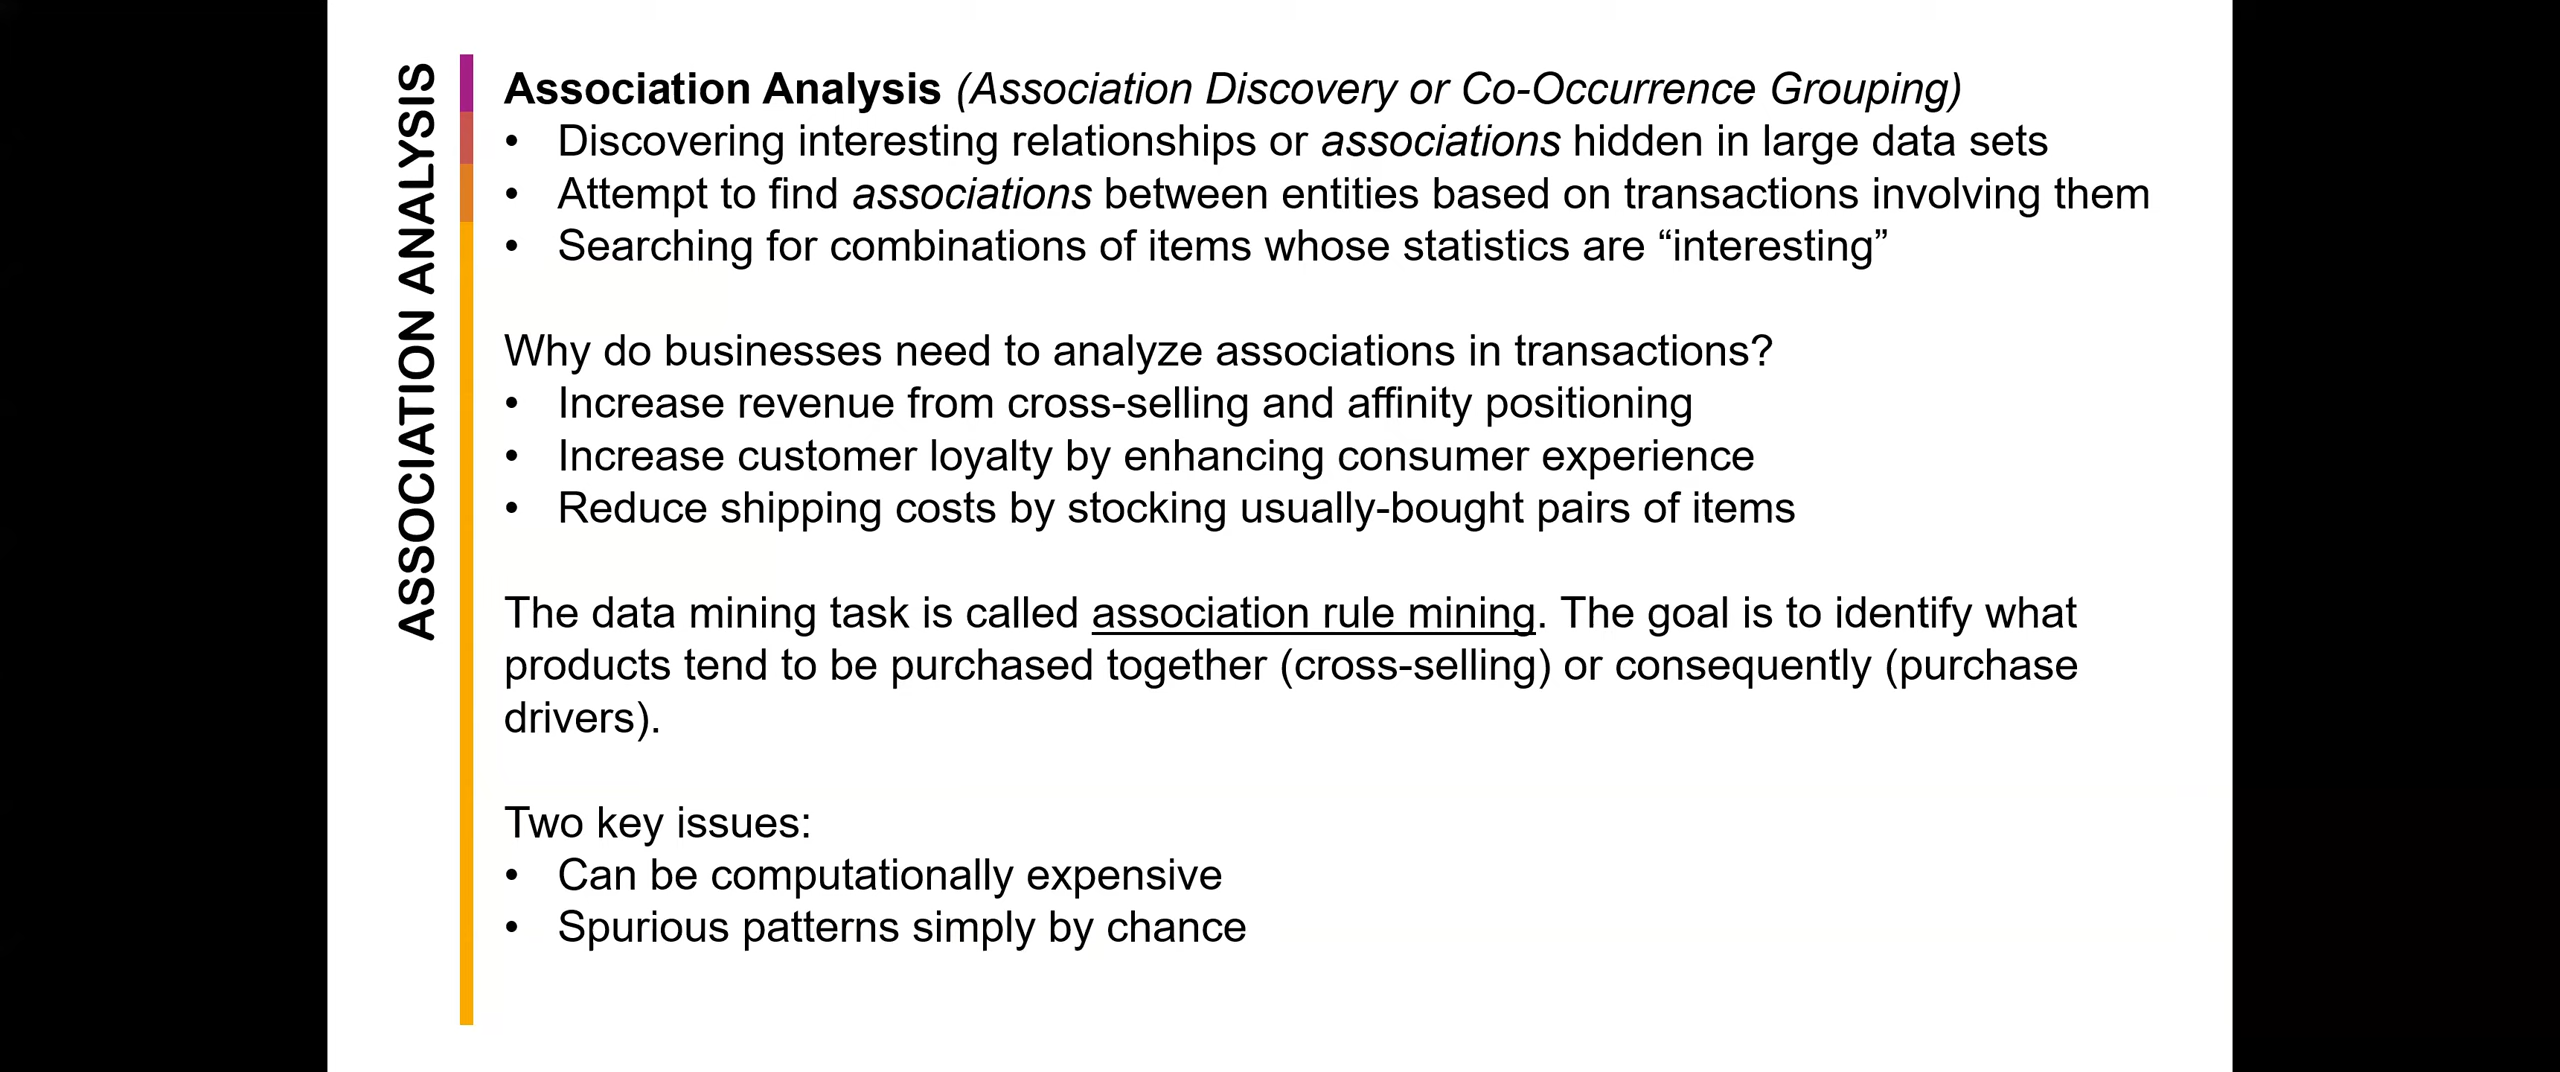 ASSOCIATION ANALYSIS
Association Analysis (Association Discovery or Co-Occurrence Grouping)
• Discovering interesting relationships or associations hidden in large data sets
• Attempt to find associations between entities based on transactions involving them
• Searching for combinations of items whose statistics are “interesting”
Why do businesses need to analyze associations in transactions?
• Increase revenue from cross-selling and affinity positioning
• Increase customer loyalty by enhancing consumer experience
• Reduce shipping costs by stocking usually-bought pairs of items
The data mining task is called association rule mining. The goal is to identify what
products tend to be purchased together (cross-selling) or consequently (purchase
drivers).
Two key issues:
• Can be computationally expensive
• Spurious patterns simply by chance